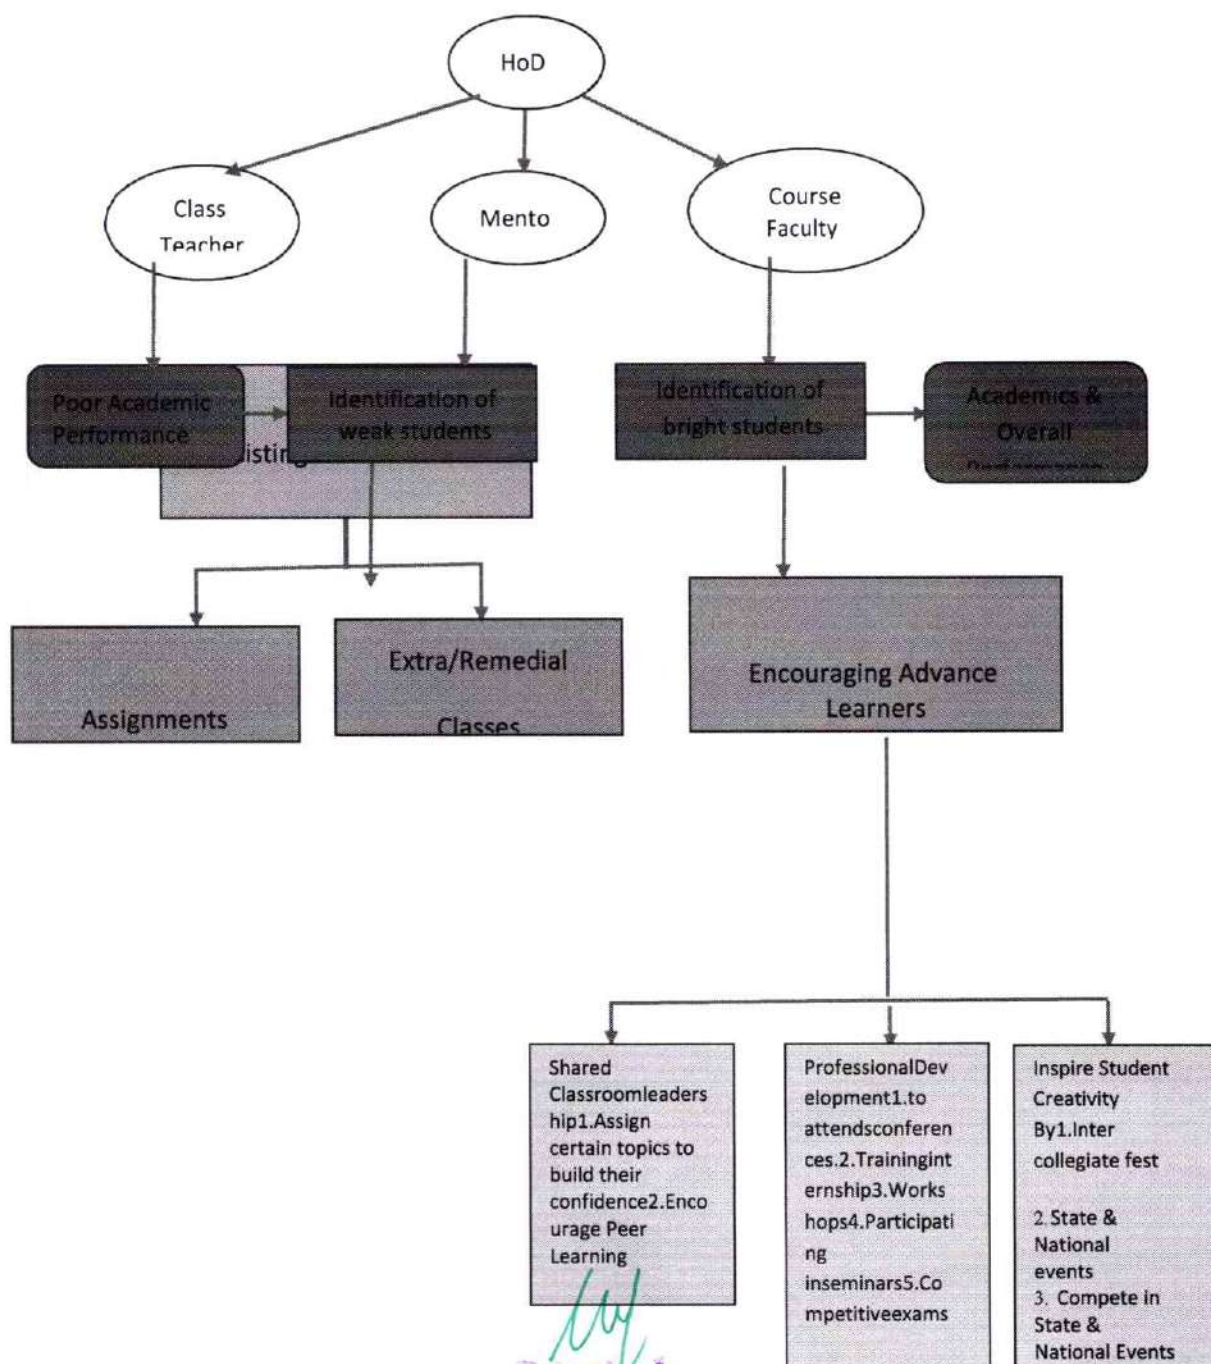 HoD
Class
Teacher
Mento
Course
Faculty
Poor Academic
Performance
isting
Identification of
weak students
Identification of
bright students
Academics &
Overall
Performance
Assignments
Extra/Remedial
Classes
Encouraging Advance
Learners
Shared
Classroomleaders
hip1.Assign
certain topics to
build their
confidence2.Enco
urage Peer
Learning
ProfessionalDev
elopment1.to
attendsconferen
ces.2.Trainingint
ernship3.Works
hops4.Participati
ng
inseminars5.Co
mpetitiveexams
Inspire Student
Creativity
By1.Inter
collegiate fest
2. State &
National
events
3. Compete in
State &
National Events